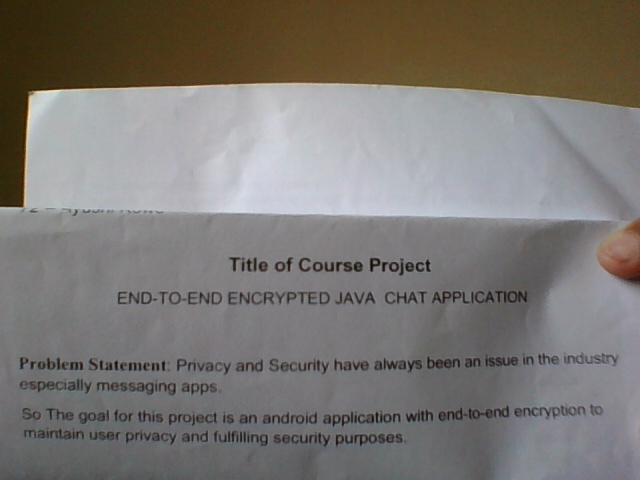 Title of Course Project
END-TO-END ENCRYPTED JAVA CHAT APPLICATION
Problem Statement: Privacy and Security have always been an issue in the industry
especially messaging apps.
So The goal for this project is an android application with end-to-end encryption to
maintain user privacy and fulfilling security purposes.